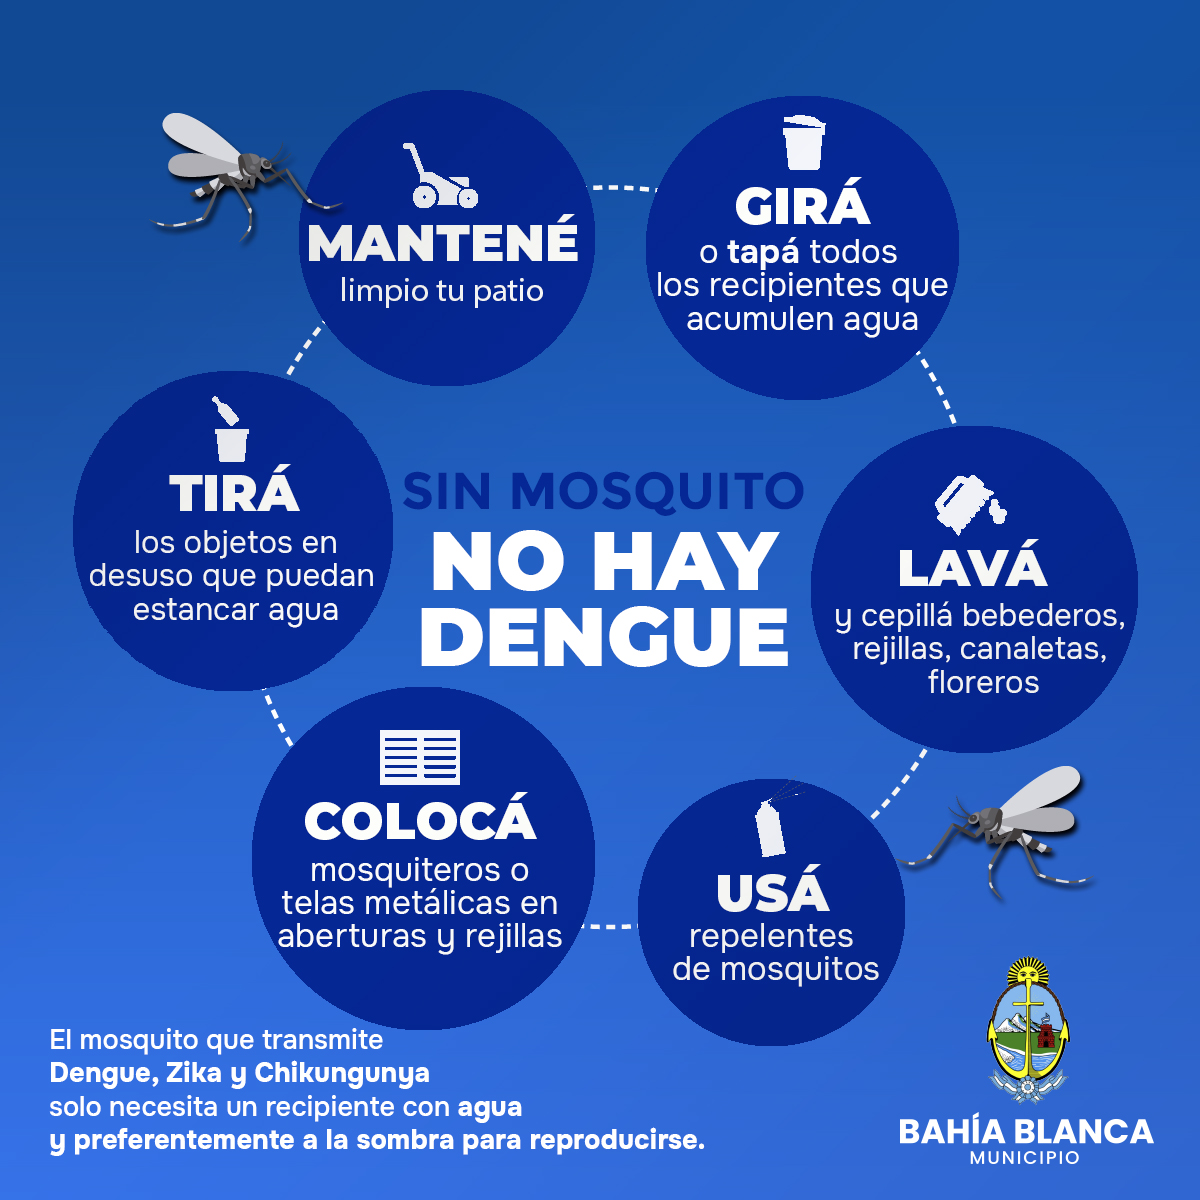 MANTENÉ
limpio tu patio
GIRÁ
o tapá todos
los recipientes que
acumulen agua
TIRÁ
los objetos en
desuso que puedan
estancar agua
SIN MOSQUITO
NO HAY
DENGUE
LAVÁ
y cepillá bebederos,
rejillas, canaletas,
floreros
COLOCÁ
mosquiteros o
telas metálicas en
aberturas y rejillas
USÁ
repelentes
de mosquitos
El mosquito que transmite
Dengue, Zika y Chikungunya
solo necesita un recipiente con agua
y preferentemente a la sombra para reproducirse.
BAHÍA BLANCA
MUNICIPIO